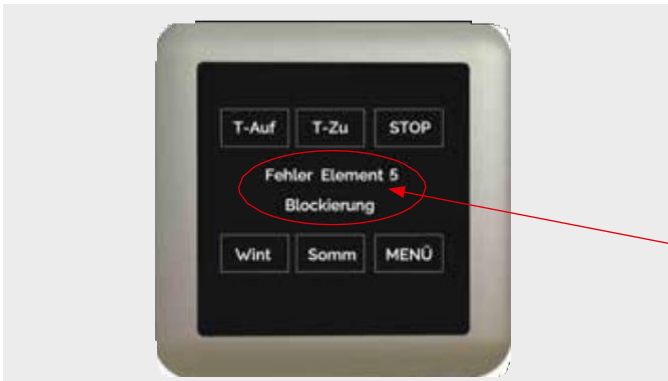 T-Auf T-Zu STOP
Fehler Element 5
Blockierung
Wint Somm MENÜ